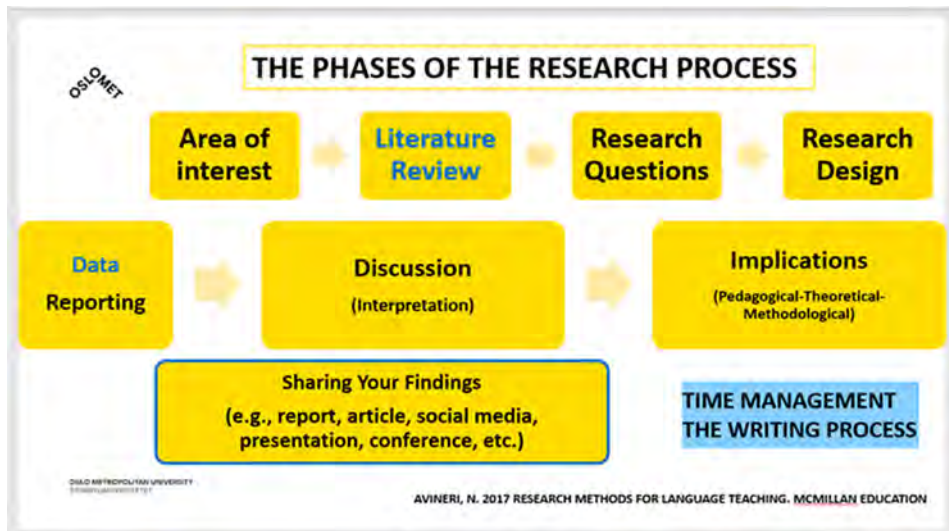 THE PHASES OF THE RESEARCH PROCESS
OSLOMET
Area of
interest
Literature
Review
Research
Questions
Research
Design
Data
Reporting
Discussion
(Interpretation)
Implications
(Pedagogical-Theoretical-
Methodological)
Sharing Your Findings
(e.g., report, article, social media,
presentation, conference, etc.)
TIME MANAGEMENT
THE WRITING PROCESS
OSLO METROPOLITAN UNIVERSITY
STORBYUNIVERSITETET
AVINERI, N. 2017 RESEARCH METHODS FOR LANGUAGE TEACHING. MCMILLAN EDUCATION